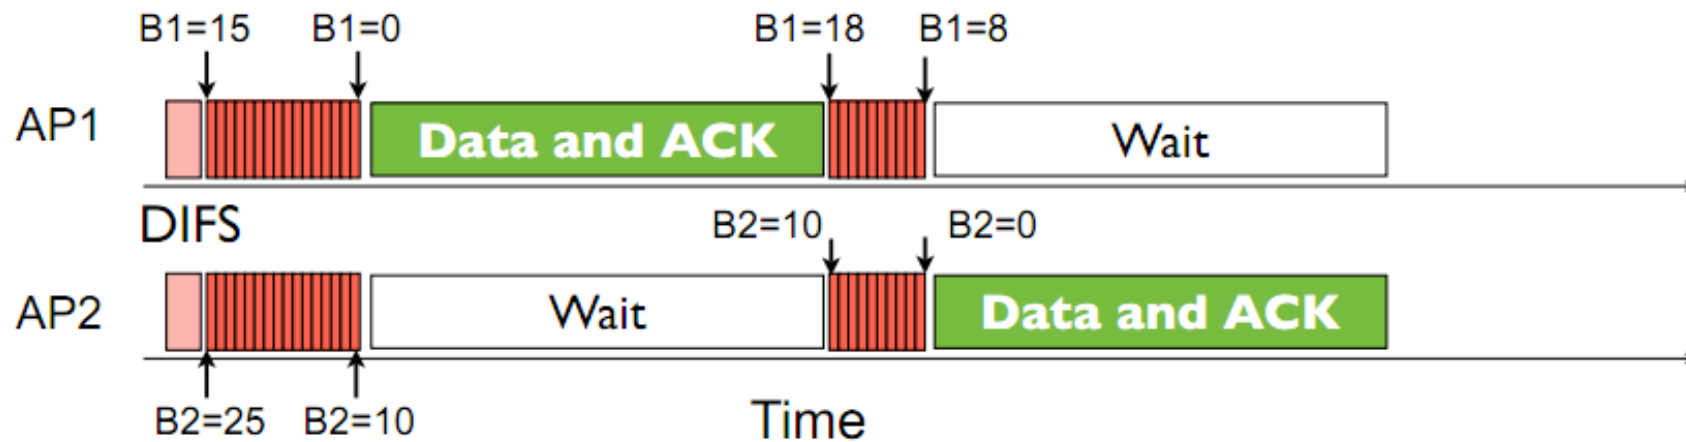 B1=15 B1=0 B1=18 B1=8
AP1 Data and ACK Wait
DIFS B2=10 B2=0
AP2 Wait Data and ACK
B2=25 B2=10 Time